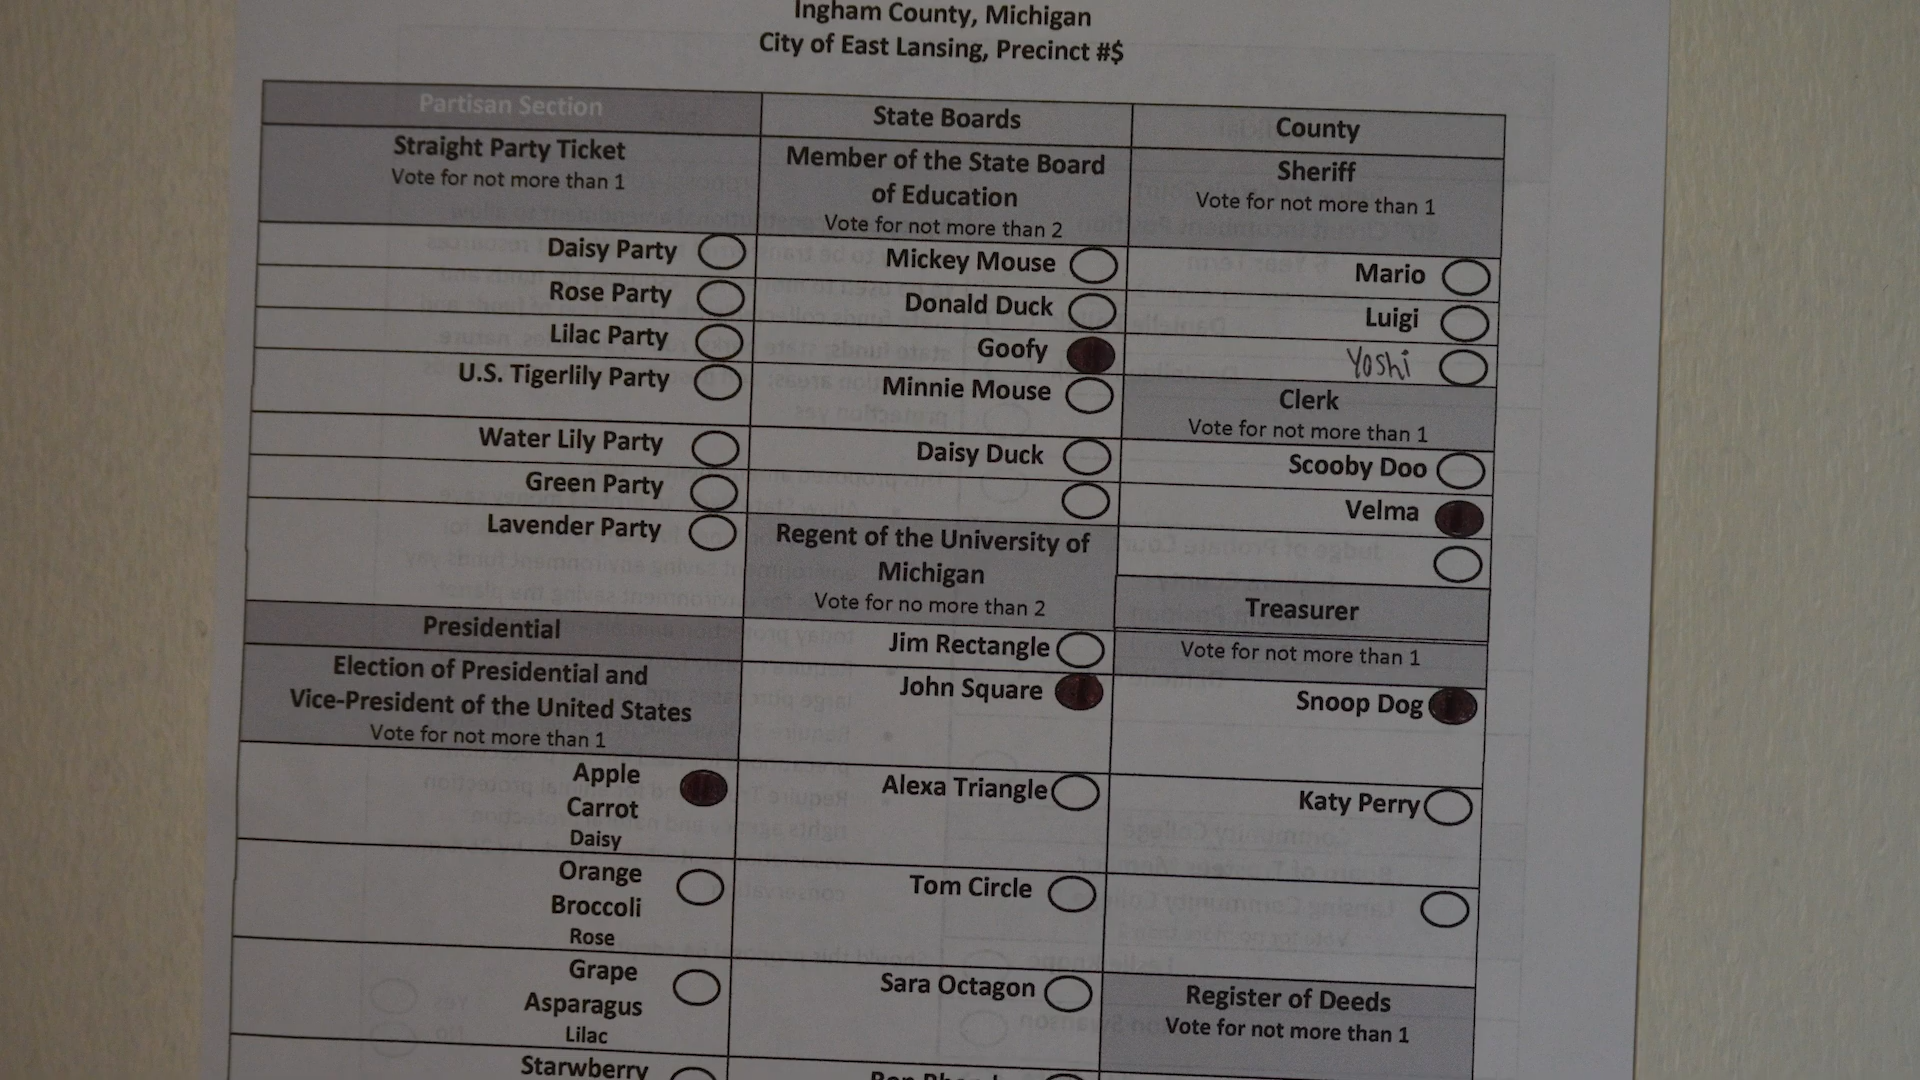 Ingham County, Michigan
City of East Lansing, Precinct #$
Partisan Section
Straight Party Ticket
Vote for not more than 1
Daisy Party
Rose Party
Lilac Party
U.S. Tigerlily Party
Water Lily Party
Green Party
Lavender Party
Presidential
Election of Presidential and
Vice-President of the United States
Vote for not more than 1
Apple
Carrot
Daisy
Orange
Broccoli
Rose
Grape
Asparagus
Lilac
Starwberry
State Boards
Member of the State Board
of Education
Vote for not more than 2
Mickey Mouse
Donald Duck
Goofy
Minnie Mouse
Daisy Duck
Regent of the University of
Michigan
Vote for no more than 2
Jim Rectangle
John Square
Alexa Triangle
Tom Circle
Sara Octagon
County
Sheriff
Vote for not more than 1
Mario
Luigi
Yoshi
Clerk
Vote for not more than 1
Scooby Doo
Velma
Treasurer
Vote for not more than 1
Snoop Dog
Katy Perry
Register of Deeds
Vote for not more than 1